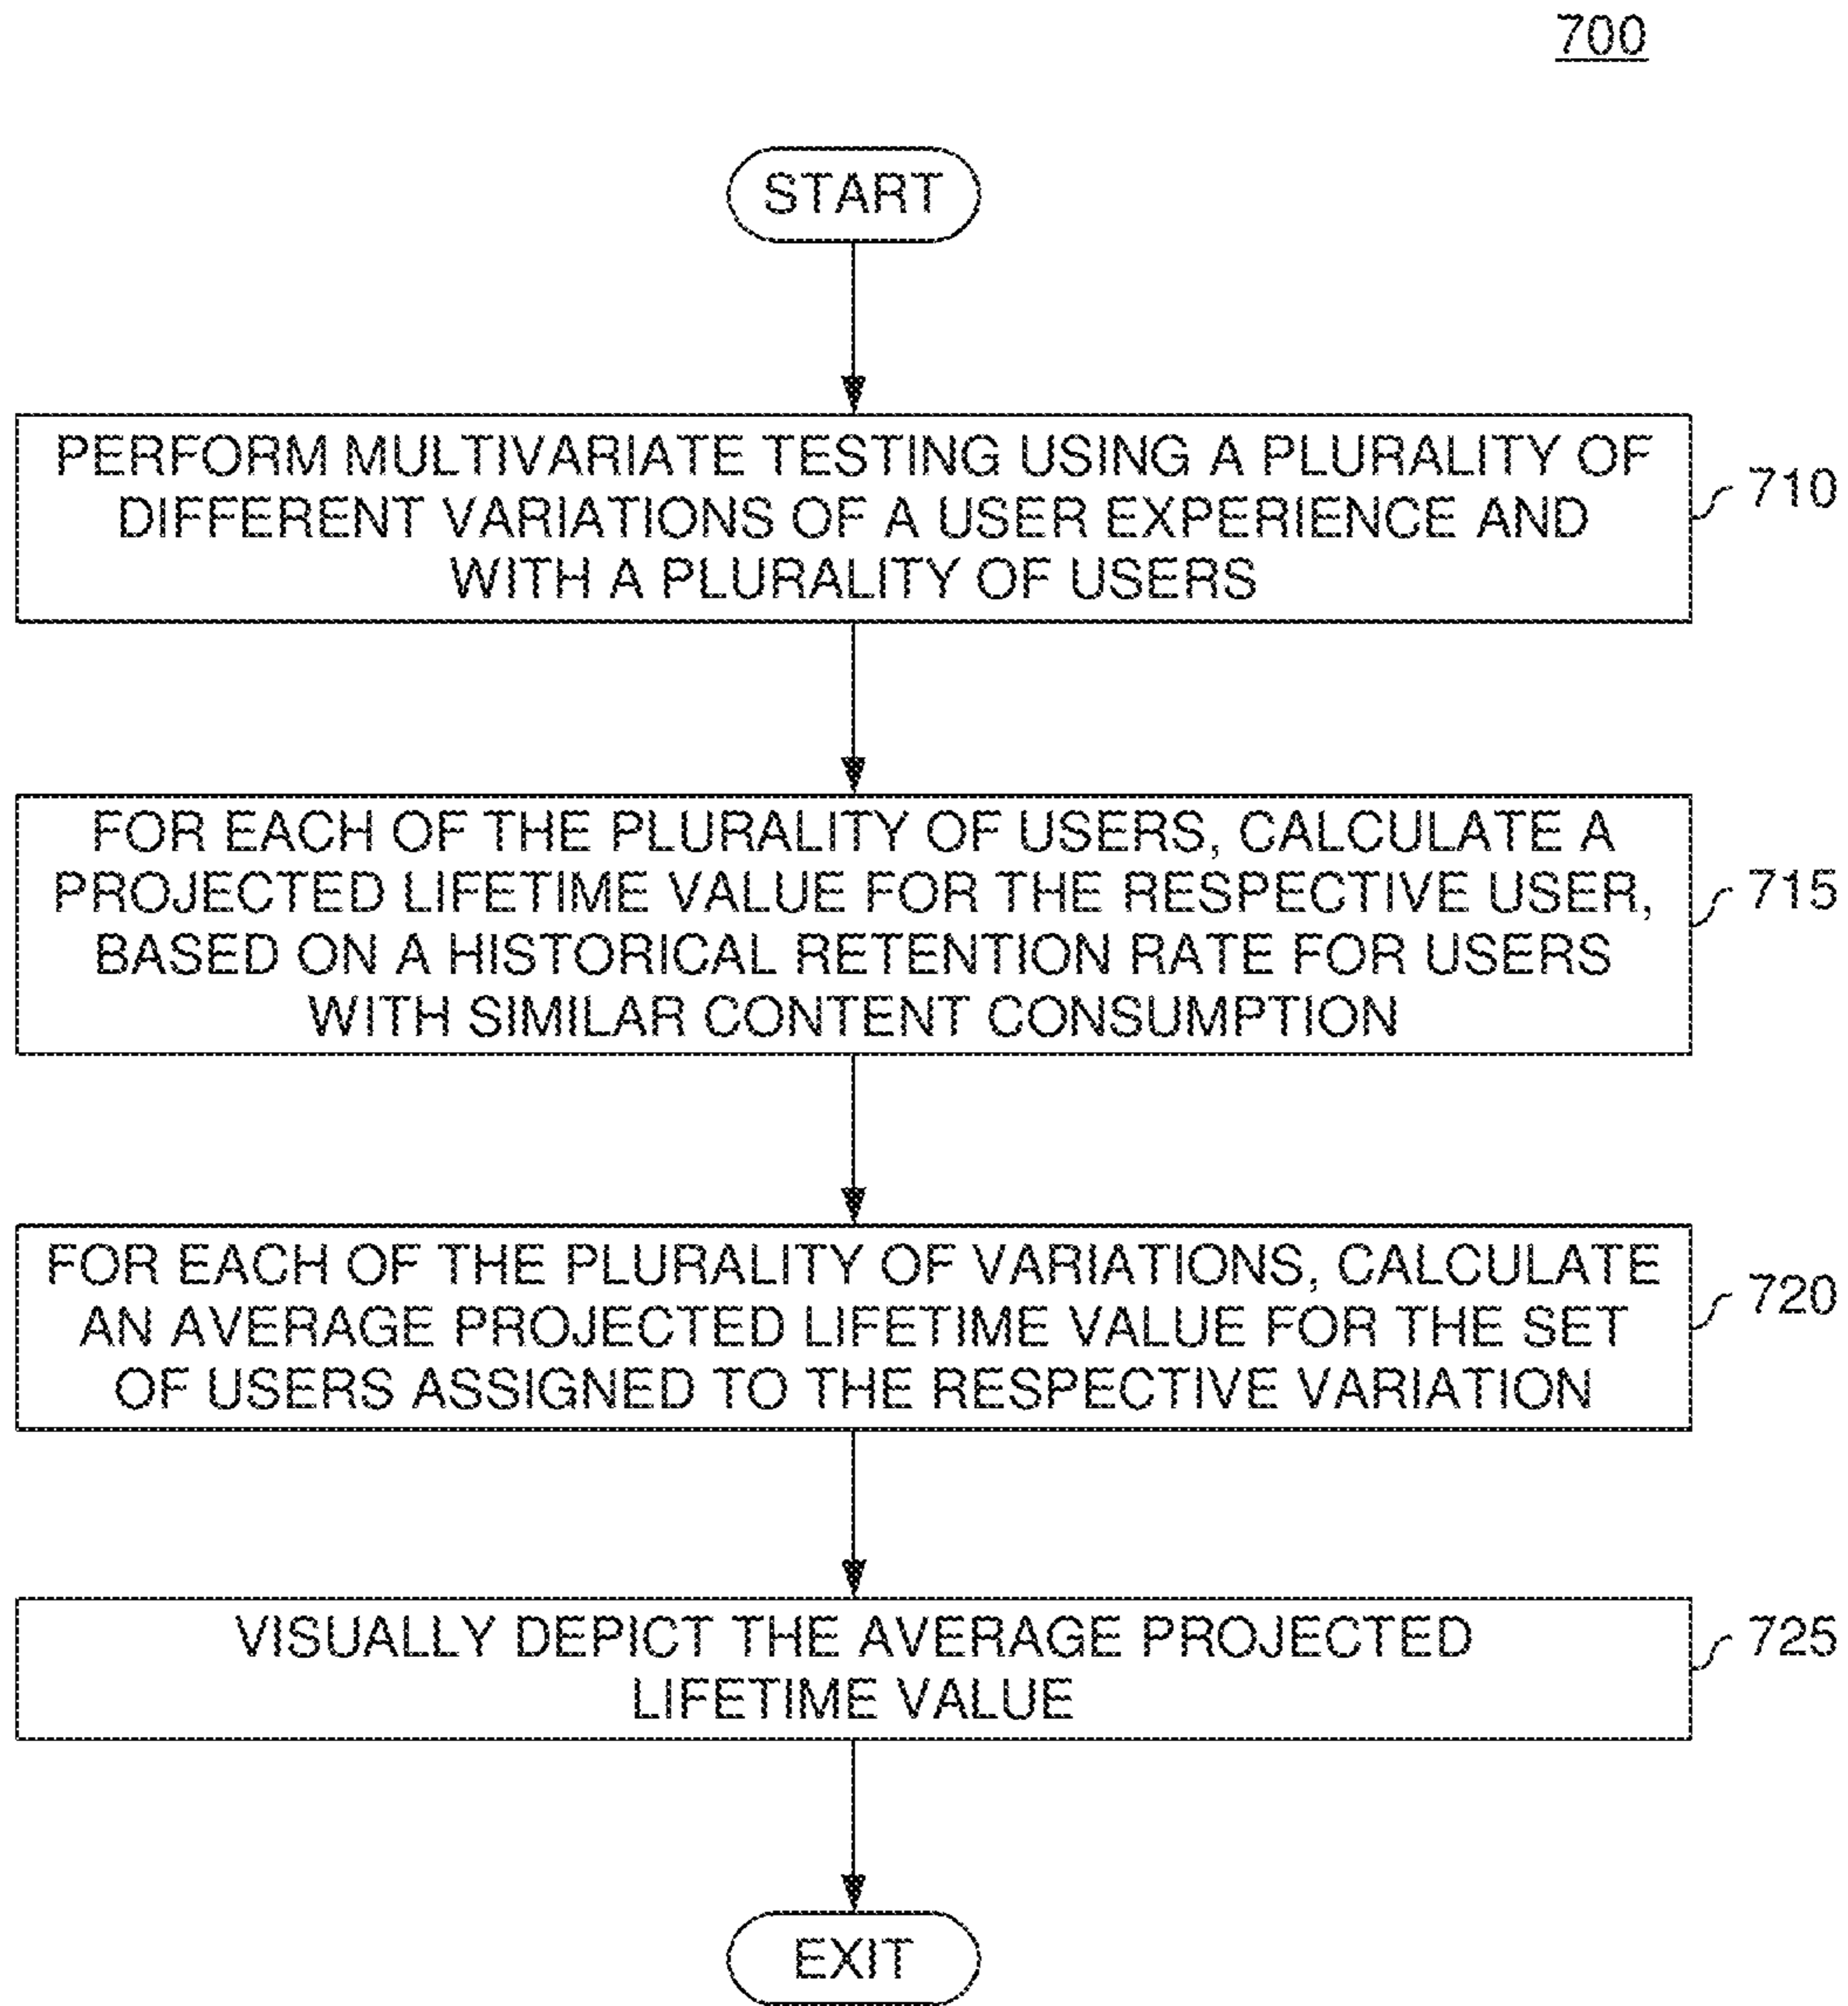 700
START
PERFORM MULTIVARIATE TESTING USING A PLURALITY OF
DIFFERENT VARIATIONS OF A USER EXPERIENCE AND
WITH A PLURALITY OF USERS
710
FOR EACH OF THE PLURALITY OF USERS, CALCULATE A
PROJECTED LIFETIME VALUE FOR THE RESPECTIVE USER,
BASED ON A HISTORICAL RETENTION RATE FOR USERS
WITH SIMILAR CONTENT CONSUMPTION
715
FOR EACH OF THE PLURALITY OF VARIATIONS, CALCULATE
AN AVERAGE PROJECTED LIFETIME VALUE FOR THE SET
OF USERS ASSIGNED TO THE RESPECTIVE VARIATION
720
VISUALLY DEPICT THE AVERAGE PROJECTED
LIFETIME VALUE
725
EXIT